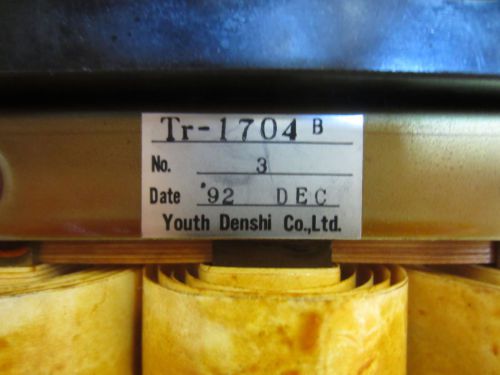 Tr-1704 B
No. 3
Date '92 DEC
Youth Denshi Co.,Ltd.